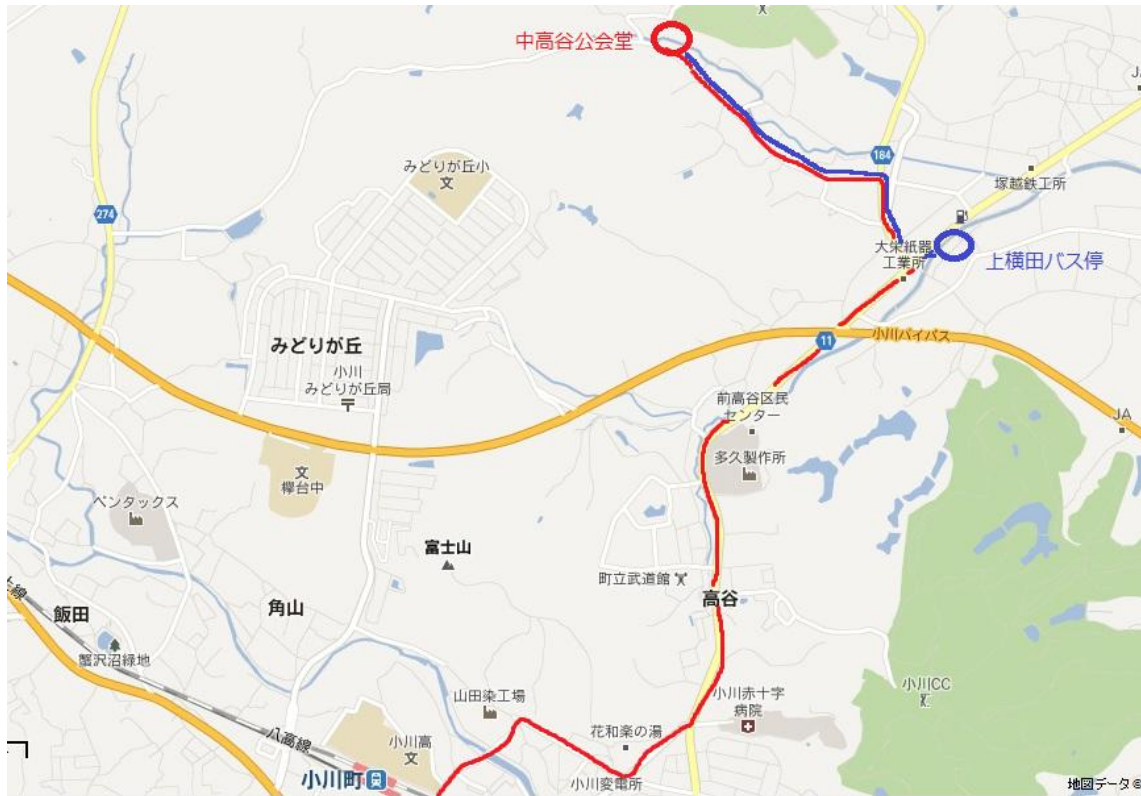 中高谷公会堂
JA
184
みどりが丘小
文
塚越鉄工所
274
大栄紙器
工業所
上横田バス停
11
小川バイパス
みどりが丘
小川
みどりが丘局
前高谷区民
センター
JA
多久製作所
文
欅台中
ペンタックス
富士山
町立武道館
高谷
角山
飯田
蟹沢沼緑地
小川CC
山田染工場
小川赤十字
病院
花和楽の湯
八高線
小川高
文
小川町
小川変電所
地図データ ©